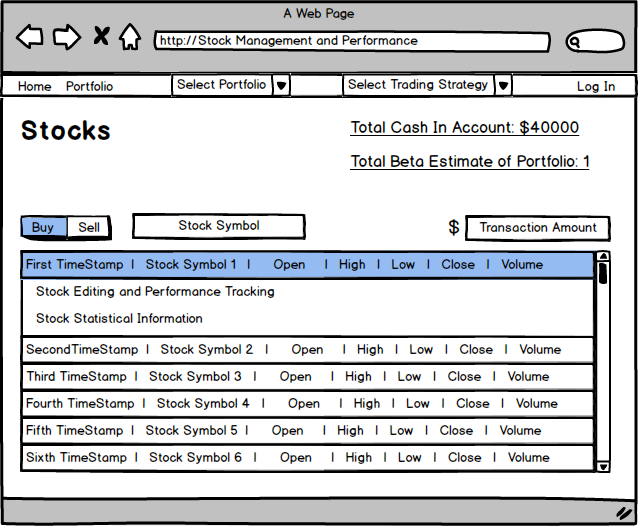 A Web Page
http://Stock Management and Performance
Home Portfolio Select Portfolio Select Trading Strategy Log In
Stocks
Total Cash In Account: $40000
Total Beta Estimate of Portfolio: 1
Buy Sell Stock Symbol $ Transaction Amount
First TimeStamp | Stock Symbol 1 | Open | High | Low | Close | Volume
Stock Editing and Performance Tracking
Stock Statistical Information
SecondTimeStamp | Stock Symbol 2 | Open | High | Low | Close | Volume
Third TimeStamp | Stock Symbol 3 | Open | High | Low | Close | Volume
Fourth TimeStamp | Stock Symbol 4 | Open | High | Low | Close | Volume
Fifth TimeStamp | Stock Symbol 5 | Open | High | Low | Close | Volume
Sixth TimeStamp | Stock Symbol 6 | Open | High | Low | Close | Volume